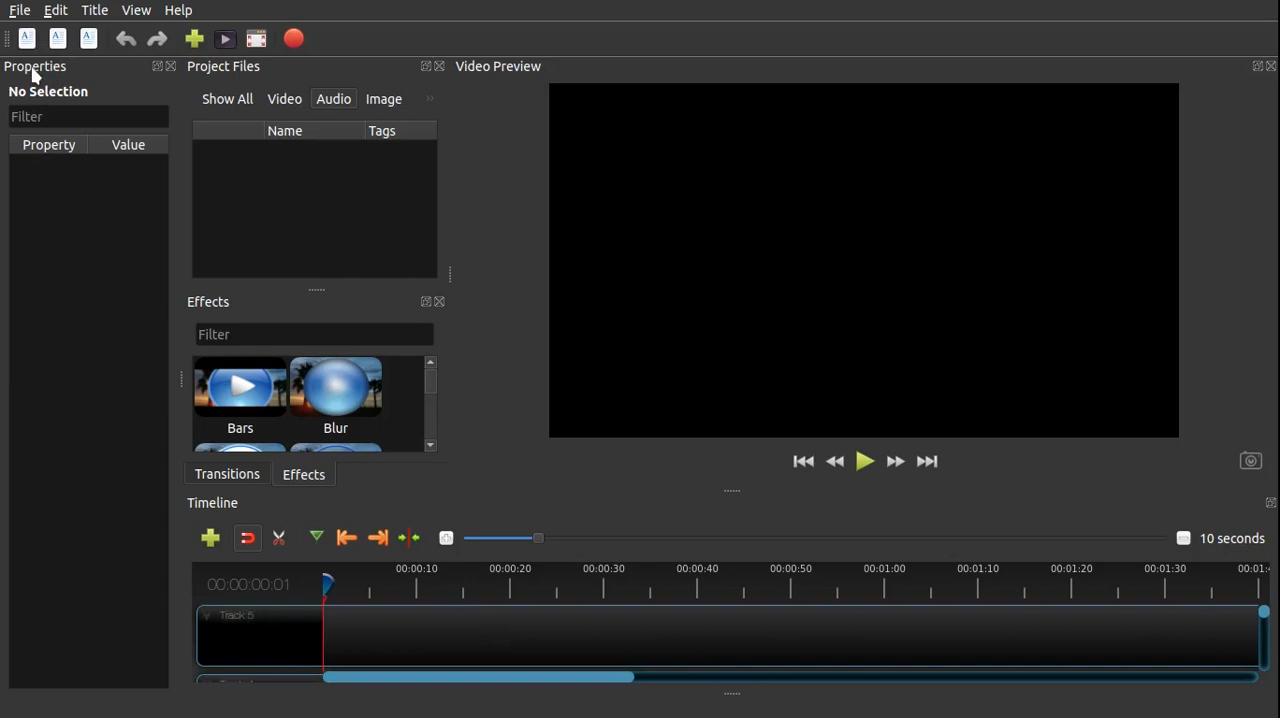 File Edit Title View Help
Properties
Project Files
Video Preview
No Selection
Filter
Property Value
Show All Video Audio Image »
Name Tags
Effects
Filter
Bars Blur
Transitions Effects
Timeline
10 seconds
00:00:00:01
00:00:10 00:00:20 00:00:30 00:00:40 00:00:50 00:01:00 00:01:10 00:01:20 00:01:30
Track 5